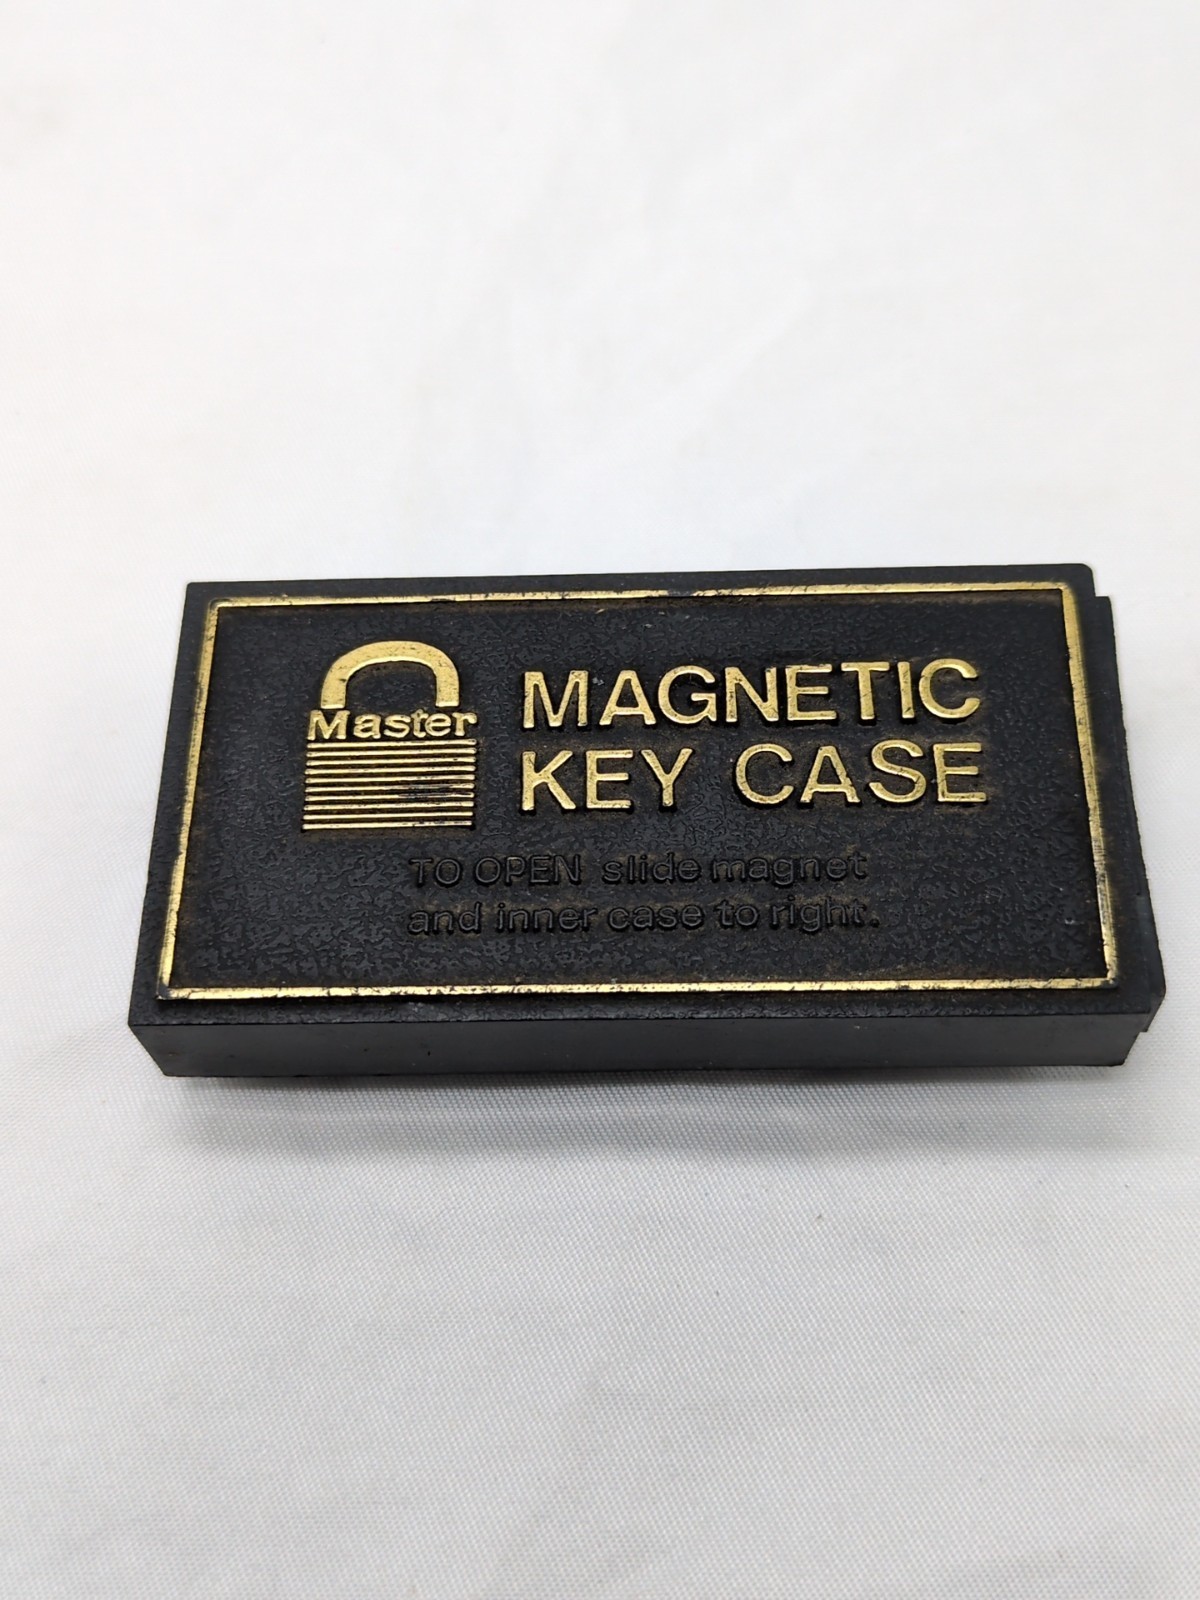 Master
MAGNETIC
KEY CASE
TO OPEN slide magnet
and inner case to right.